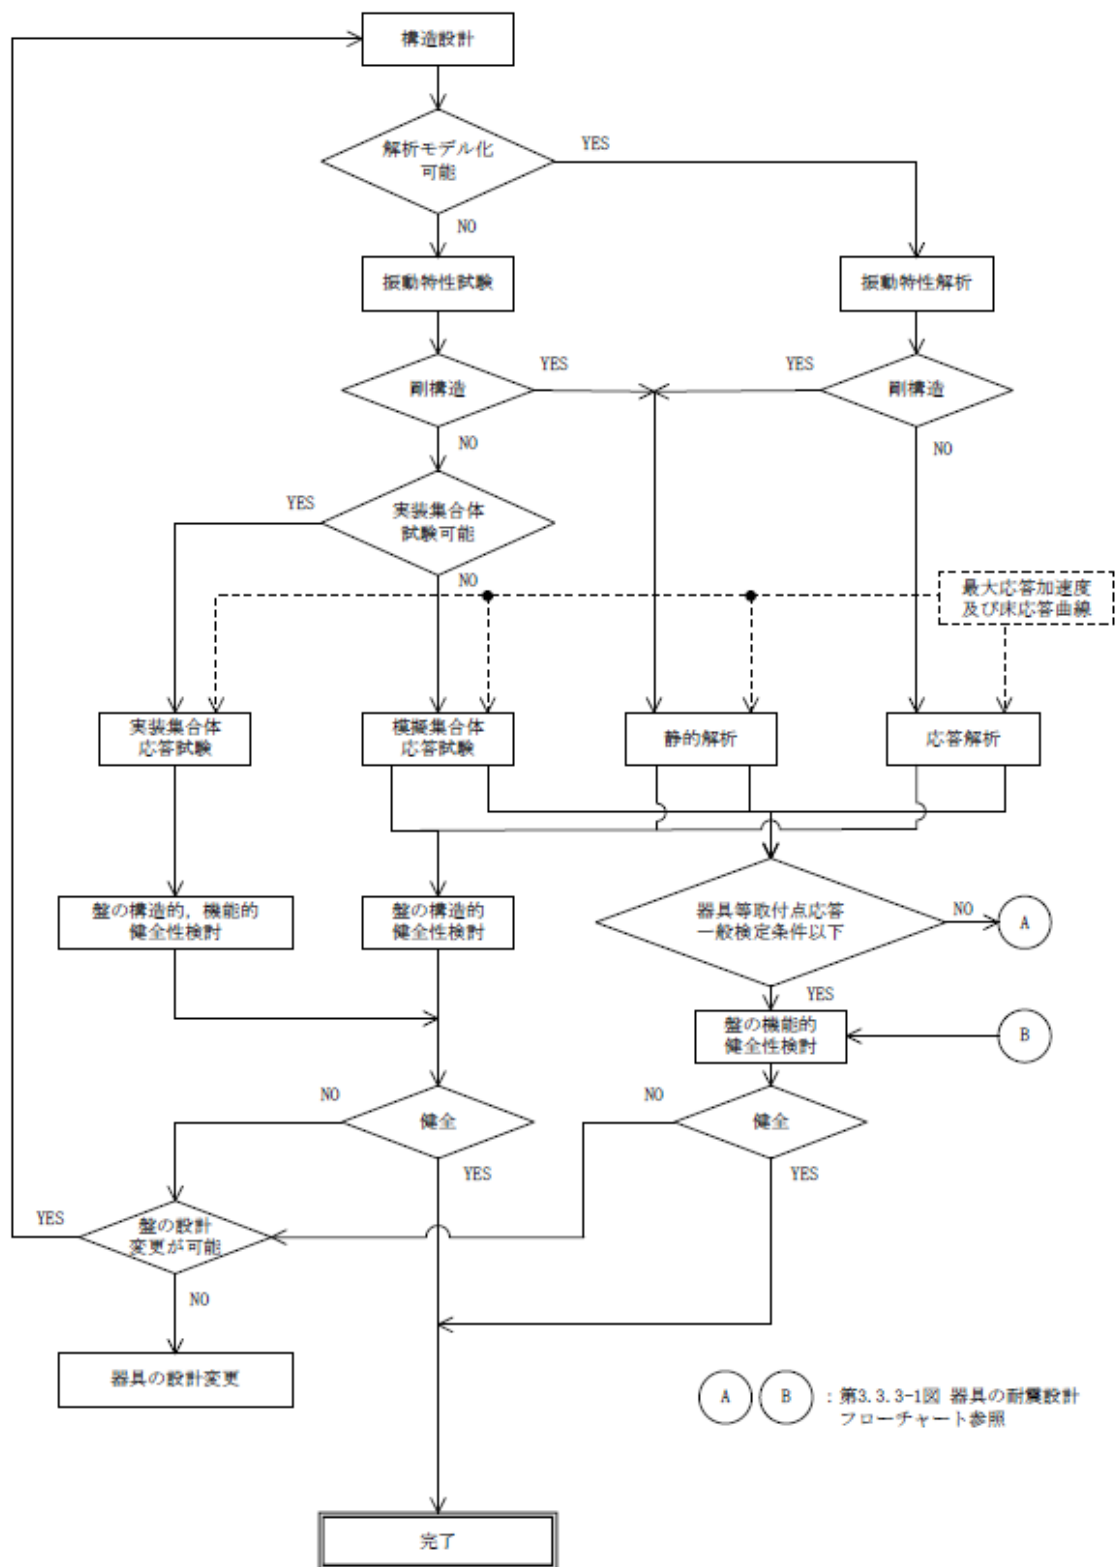 構造設計
解析モデル化
可能
YES
NO
振動特性試験
振動特性解析
剛構造
YES
YES
剛構造
NO
NO
実装集合体
試験可能
YES
NO
最大応答加速度
及び床応答曲線
実装集合体
応答試験
模擬集合体
応答試験
静的解析
応答解析
盤の構造的,機能的
健全性検討
盤の構造的
健全性検討
器具等取付点応答
一般検定条件以下
NO
A
YES
盤の機能的
健全性検討
B
NO
健全
YES
NO
健全
YES
YES
盤の設計
変更が可能
NO
器具の設計変更
A B :第3.3.3-1図 器具の耐震設計
フローチャート参照
完了